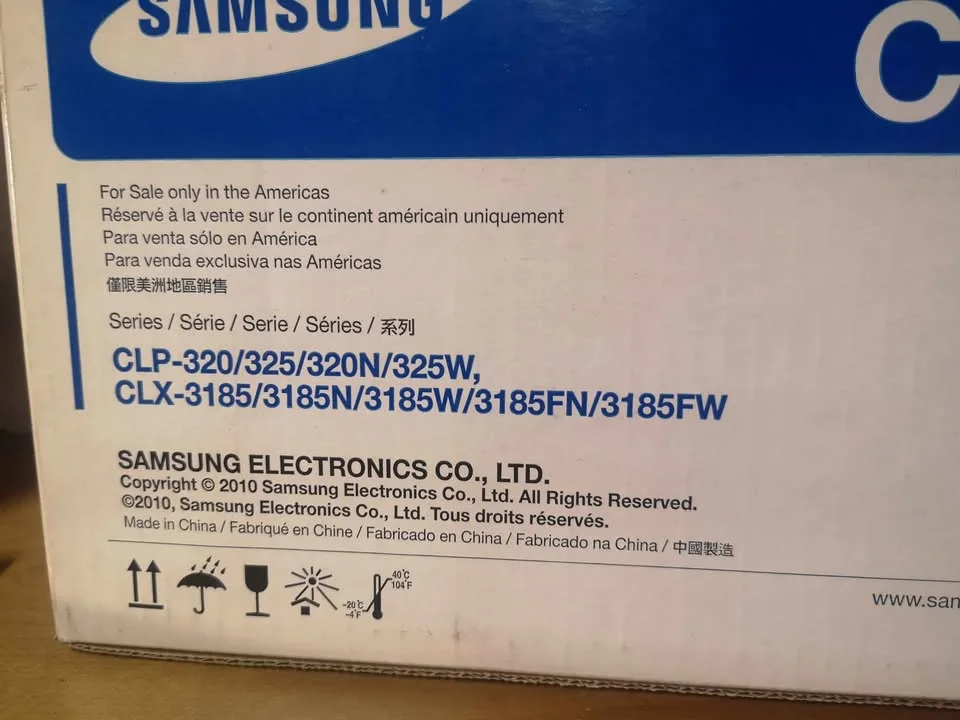 SAMSUNG
C
For Sale only in the Americas
Réservé à la vente sur le continent américain uniquement
Para venta sólo en América
Para venda exclusiva nas Américas
僅限美洲地區銷售
Series / Série / Serie / Séries / 系列
CLP-320/325/320N/325W,
CLX-3185/3185N/3185W/3185FN/3185FW
SAMSUNG ELECTRONICS CO., LTD.
Copyright © 2010 Samsung Electronics Co., Ltd. All Rights Reserved.
©2010, Samsung Electronics Co., Ltd. Tous droits réservés.
Made in China / Fabriqué en Chine / Fabricado en China / Fabricado na China / 中國製造
40°C
104°F
-20°C
-4°F
www.sam